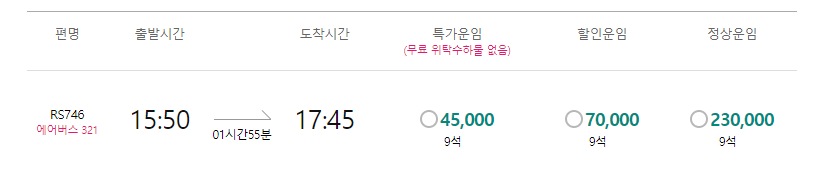 편명 출발시간 도착시간 특가운임 할인운임 정상운임
(무료 위탁수하물 없음)
RS746 15:50 17:45 45,000 70,000 230,000
에어버스 321 01시간55분 9석 9석 9석